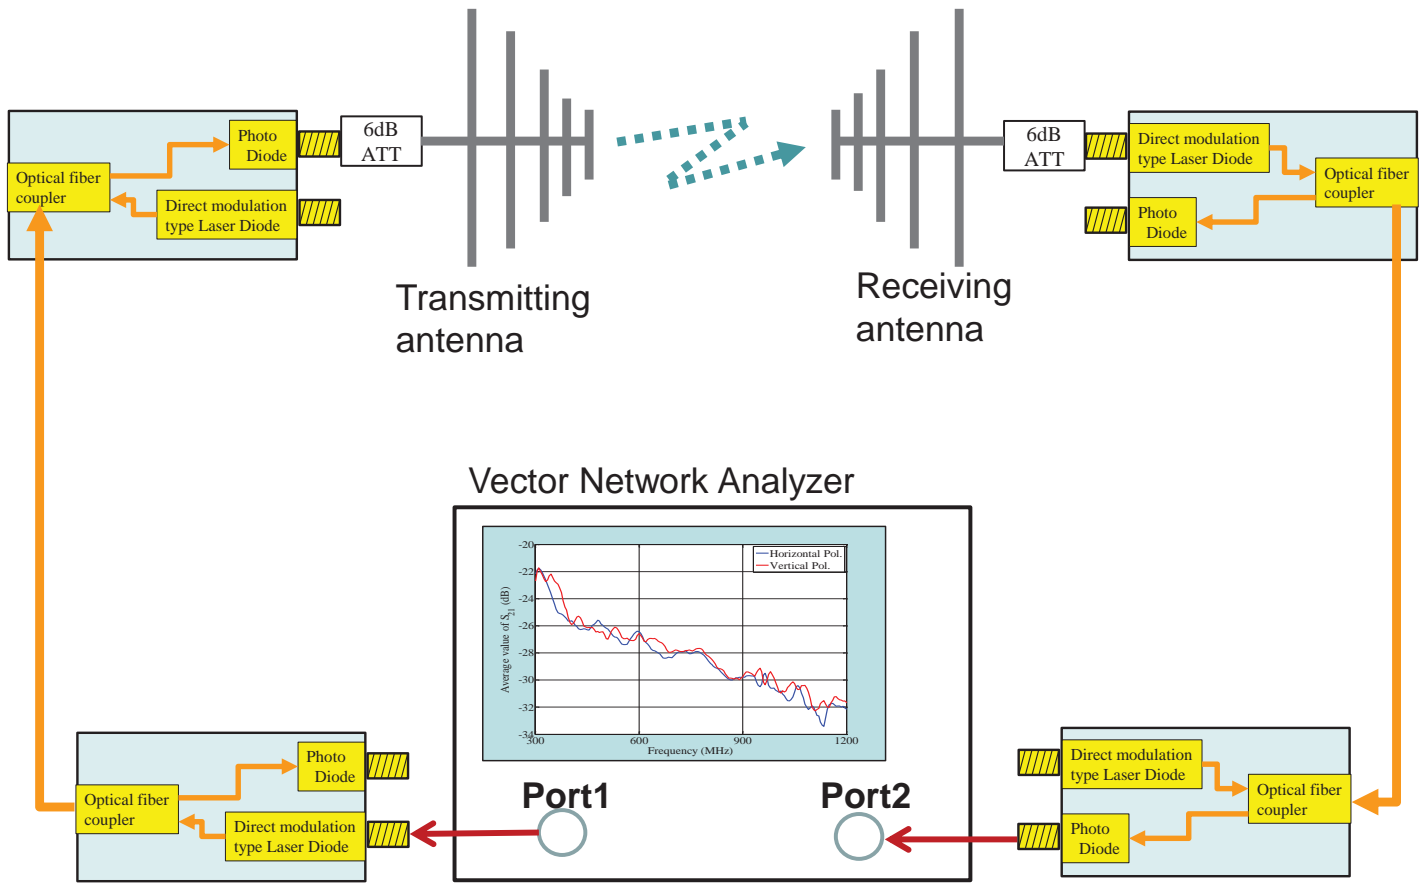 Photo
Diode
6dB
ATT
Optical fiber
coupler
Direct modulation
type Laser Diode
Transmitting
antenna
6dB
ATT
Direct modulation
type Laser Diode
Optical fiber
coupler
Photo
Diode
Receiving
antenna
Vector Network Analyzer
-20
-22
-24
-26
-28
-30
-32
-34
Average value of S21 (dB)
Horizontal Pol.
Vertical Pol.
300
600
900
1200
Frequency (MHz)
Port1
Port2
Photo
Diode
Optical fiber
coupler
Direct modulation
type Laser Diode
Direct modulation
type Laser Diode
Optical fiber
coupler
Photo
Diode